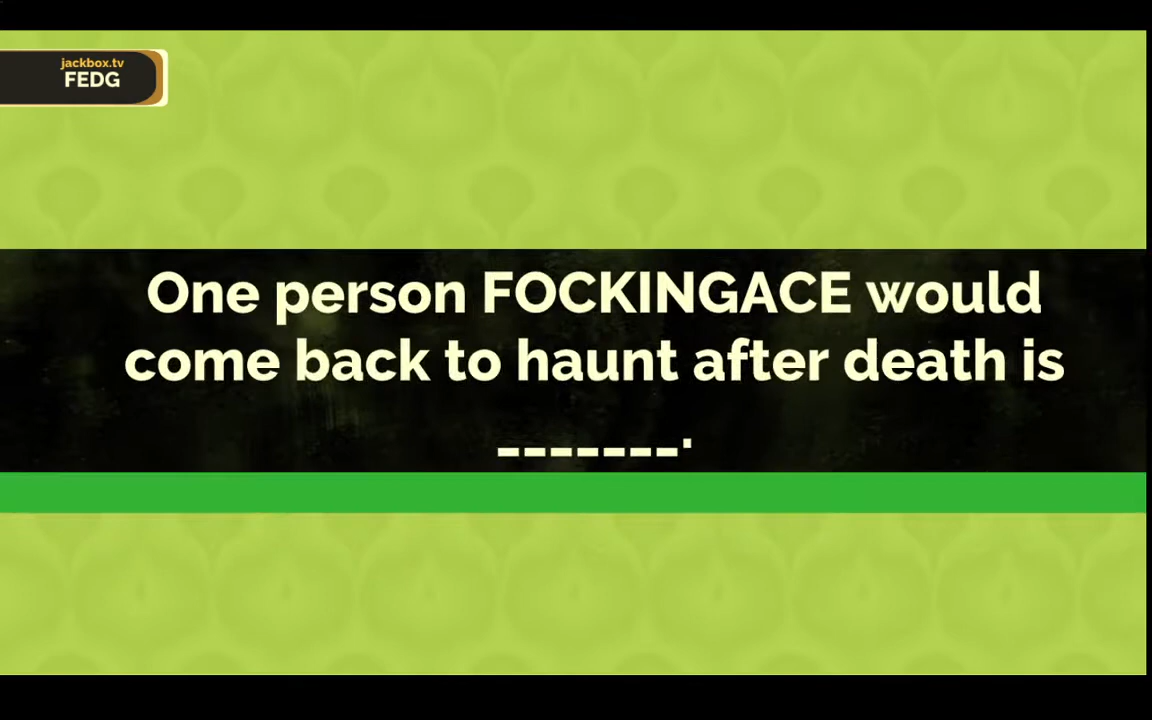 jackbox.tv
FEDG
One person FOCKINGACE would
come back to haunt after death is
_______.